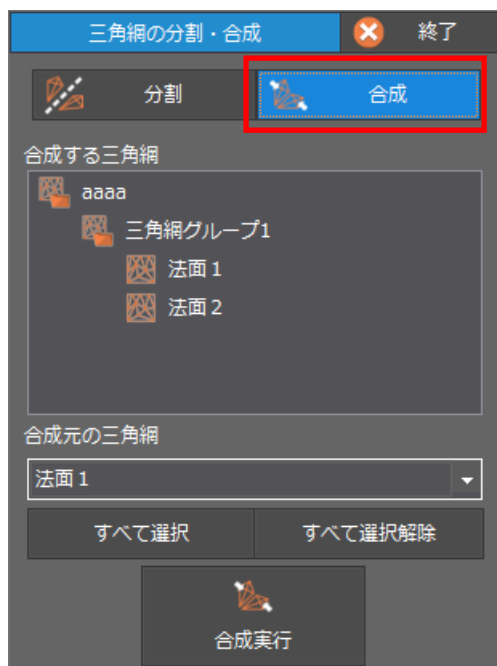 三角網の分割・合成 終了
分割 合成
合成する三角網
aaaa
三角網グループ1
法面1
法面2
合成元の三角網
法面1
すべて選択 すべて選択解除
合成実行